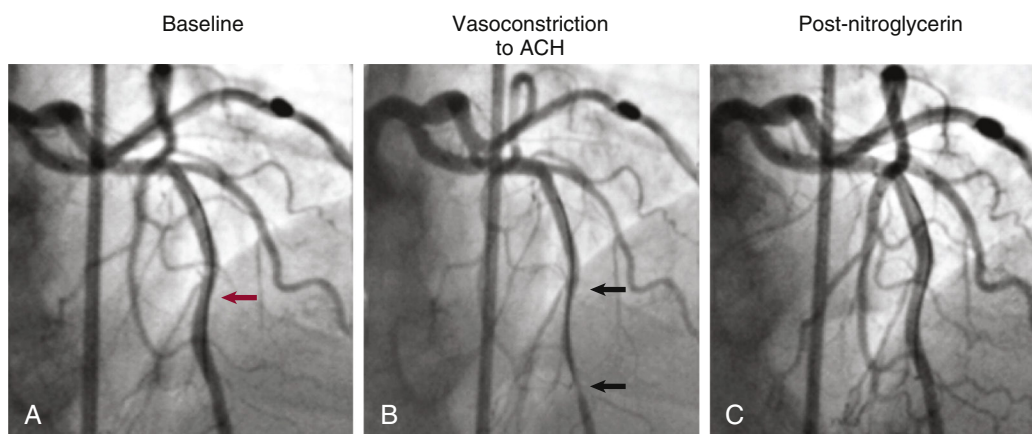 Baseline
Vasoconstriction
to ACH
Post-nitroglycerin
A
B
C